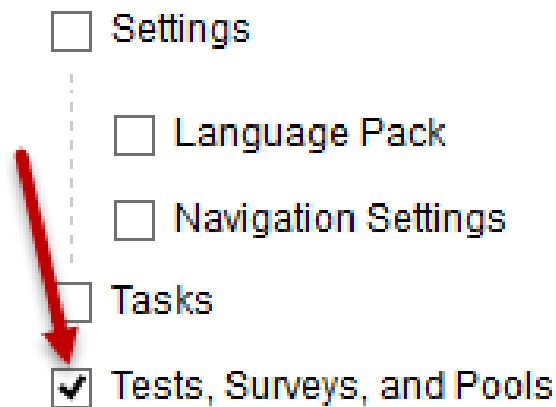 Settings
Language Pack
Navigation Settings
Tasks
Tests, Surveys, and Pools